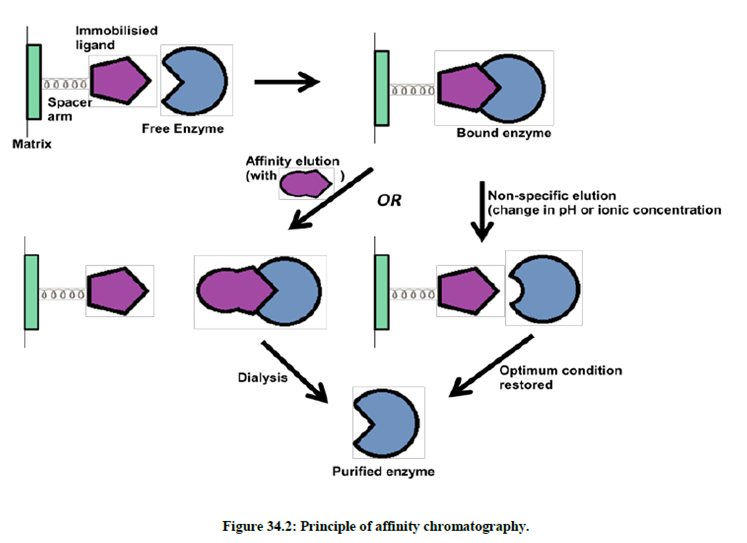 Immobilisied
ligand
Spacer
arm
Free Enzyme
Matrix
Bound enzyme
Affinity elution
(with )
OR
Non-specific elution
(change in pH or ionic concentration
Dialysis
Optimum condition
restored
Purified enzyme
Figure 34.2: Principle of affinity chromatography.